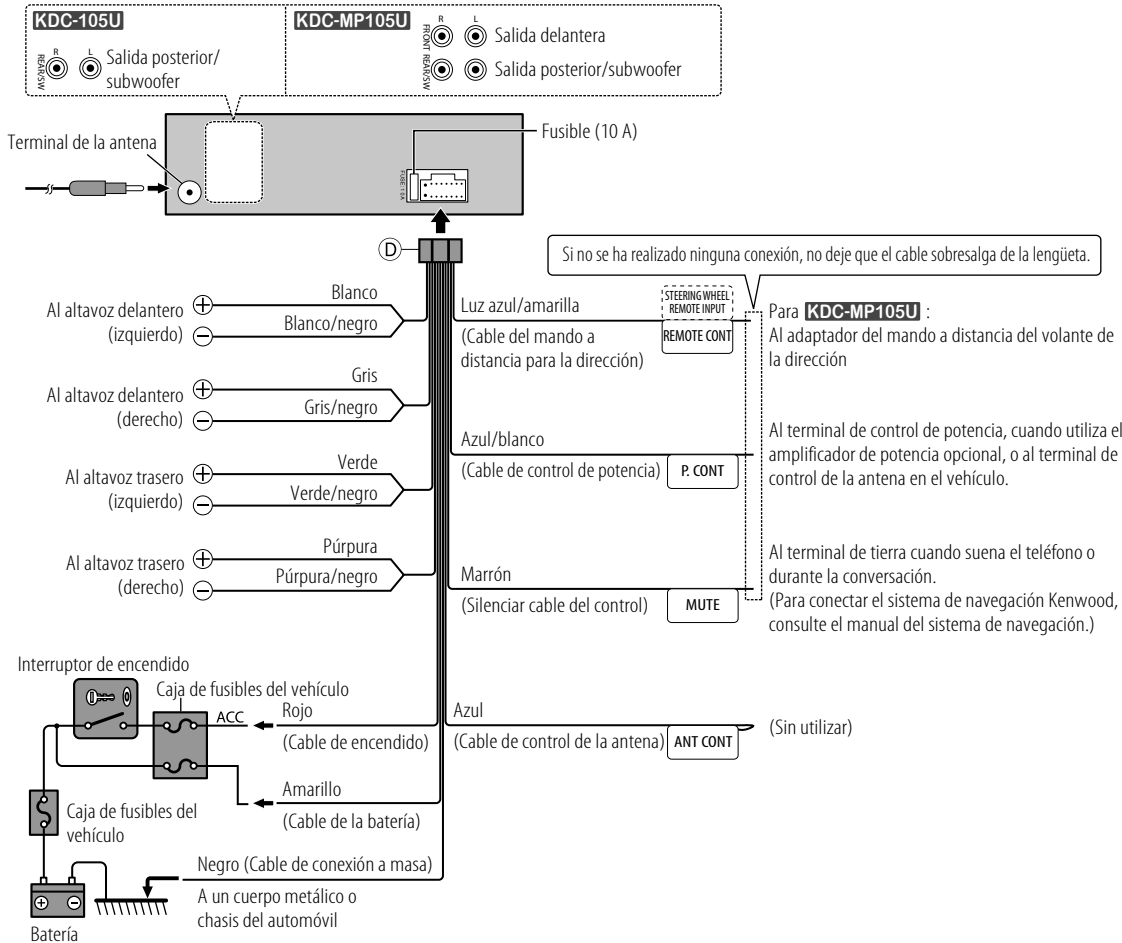 KDC-105U
REAR/SW
R
L
Salida posterior/
subwoofer
KDC-MP105U
R
L
FRONT
Salida delantera
REAR/SW
Salida posterior/subwoofer
Terminal de la antena
Fusible (10 A)
FUSE:10A
D
Si no se ha realizado ninguna conexión, no deje que el cable sobresalga de la lengüeta.
Al altavoz delantero
(izquierdo)
+
−
Blanco
Blanco/negro
Luz azul/amarilla
(Cable del mando a
distancia para la dirección)
STEERING WHEEL
REMOTE INPUT
REMOTE CONT
Para KDC-MP105U :
Al adaptador del mando a distancia del volante de
la dirección
Al altavoz delantero
(derecho)
+
−
Gris
Gris/negro
Azul/blanco
(Cable de control de potencia)
P. CONT
Al terminal de control de potencia, cuando utiliza el
amplificador de potencia opcional, o al terminal de
control de la antena en el vehículo.
Al altavoz trasero
(izquierdo)
+
−
Verde
Verde/negro
Al altavoz trasero
(derecho)
+
−
Púrpura
Púrpura/negro
Marrón
(Silenciar cable del control)
MUTE
Al terminal de tierra cuando suena el teléfono o
durante la conversación.
(Para conectar el sistema de navegación Kenwood,
consulte el manual del sistema de navegación.)
Interruptor de encendido
Caja de fusibles del vehículo
ACC
Rojo
(Cable de encendido)
Azul
(Cable de control de la antena)
ANT CONT
(Sin utilizar)
Amarillo
(Cable de la batería)
Caja de fusibles del
vehículo
Negro (Cable de conexión a masa)
A un cuerpo metálico o
chasis del automóvil
+
−
Batería